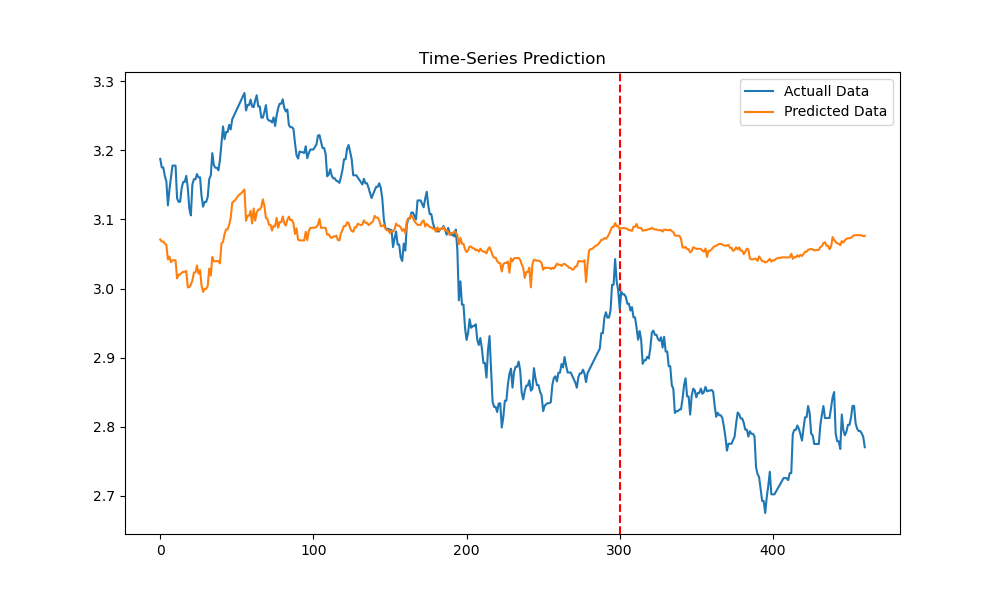 Time-Series Prediction
Actuall Data
Predicted Data
3.3
3.2
3.1
3.0
2.9
2.8
2.7
0 100 200 300 400